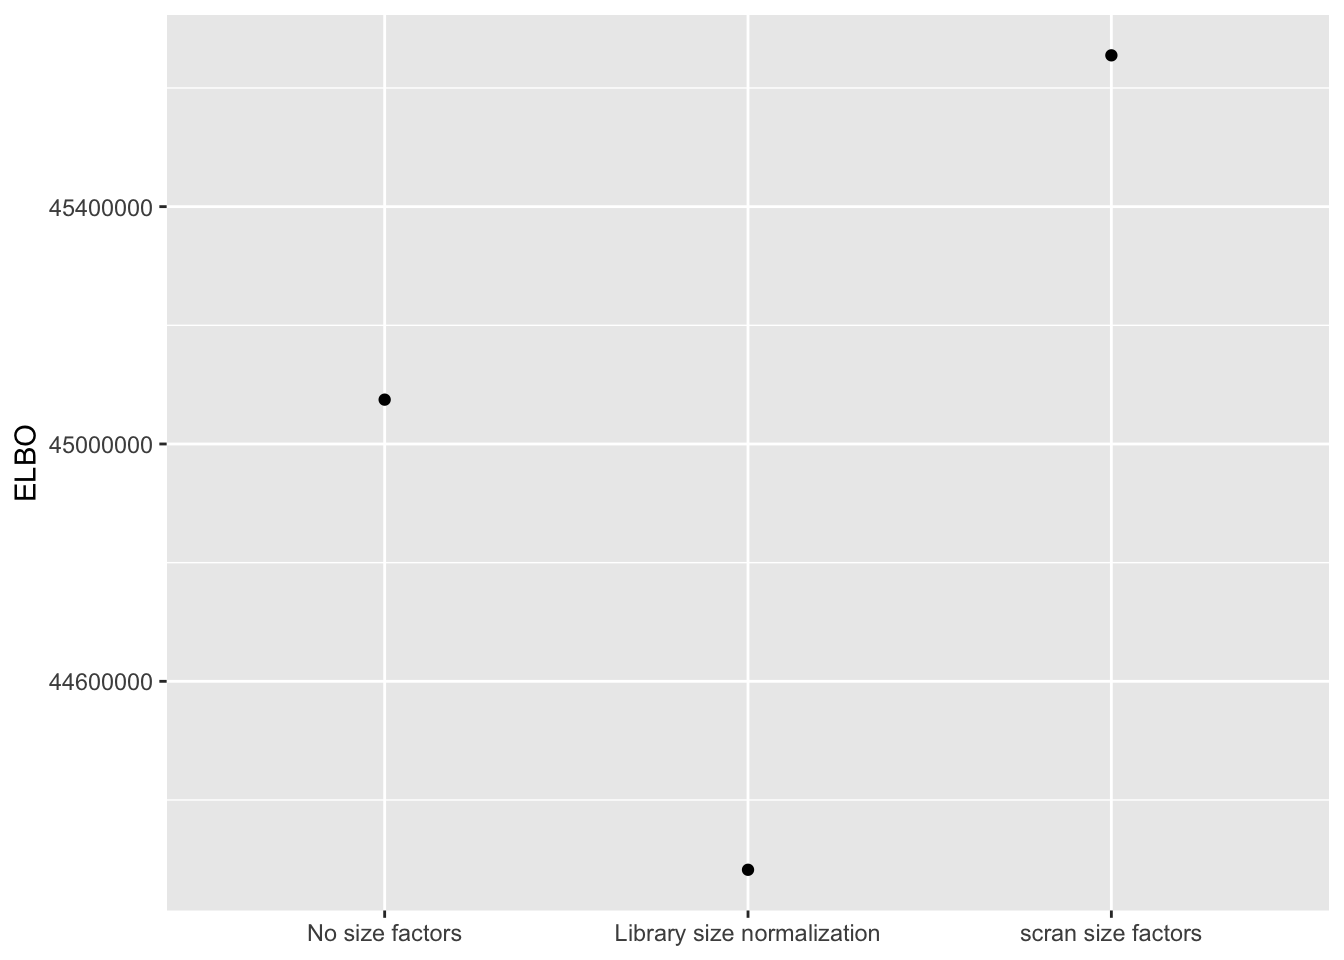 ELBO
45400000
45000000
44600000
No size factors
Library size normalization
scran size factors